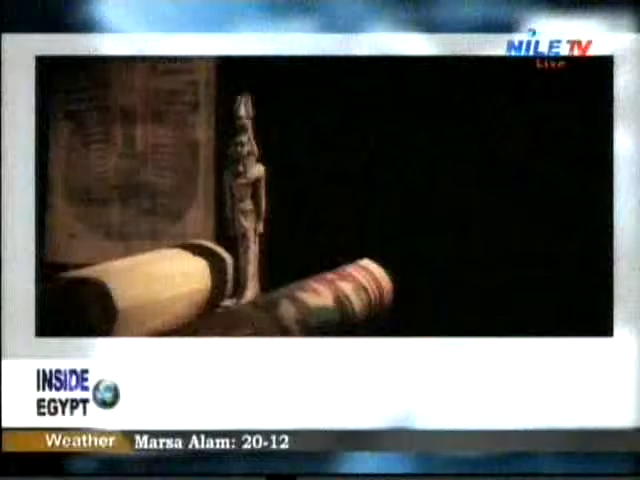 NILE TV
Live
INSIDE
EGYPT
Weather Marsa Alam: 20-12